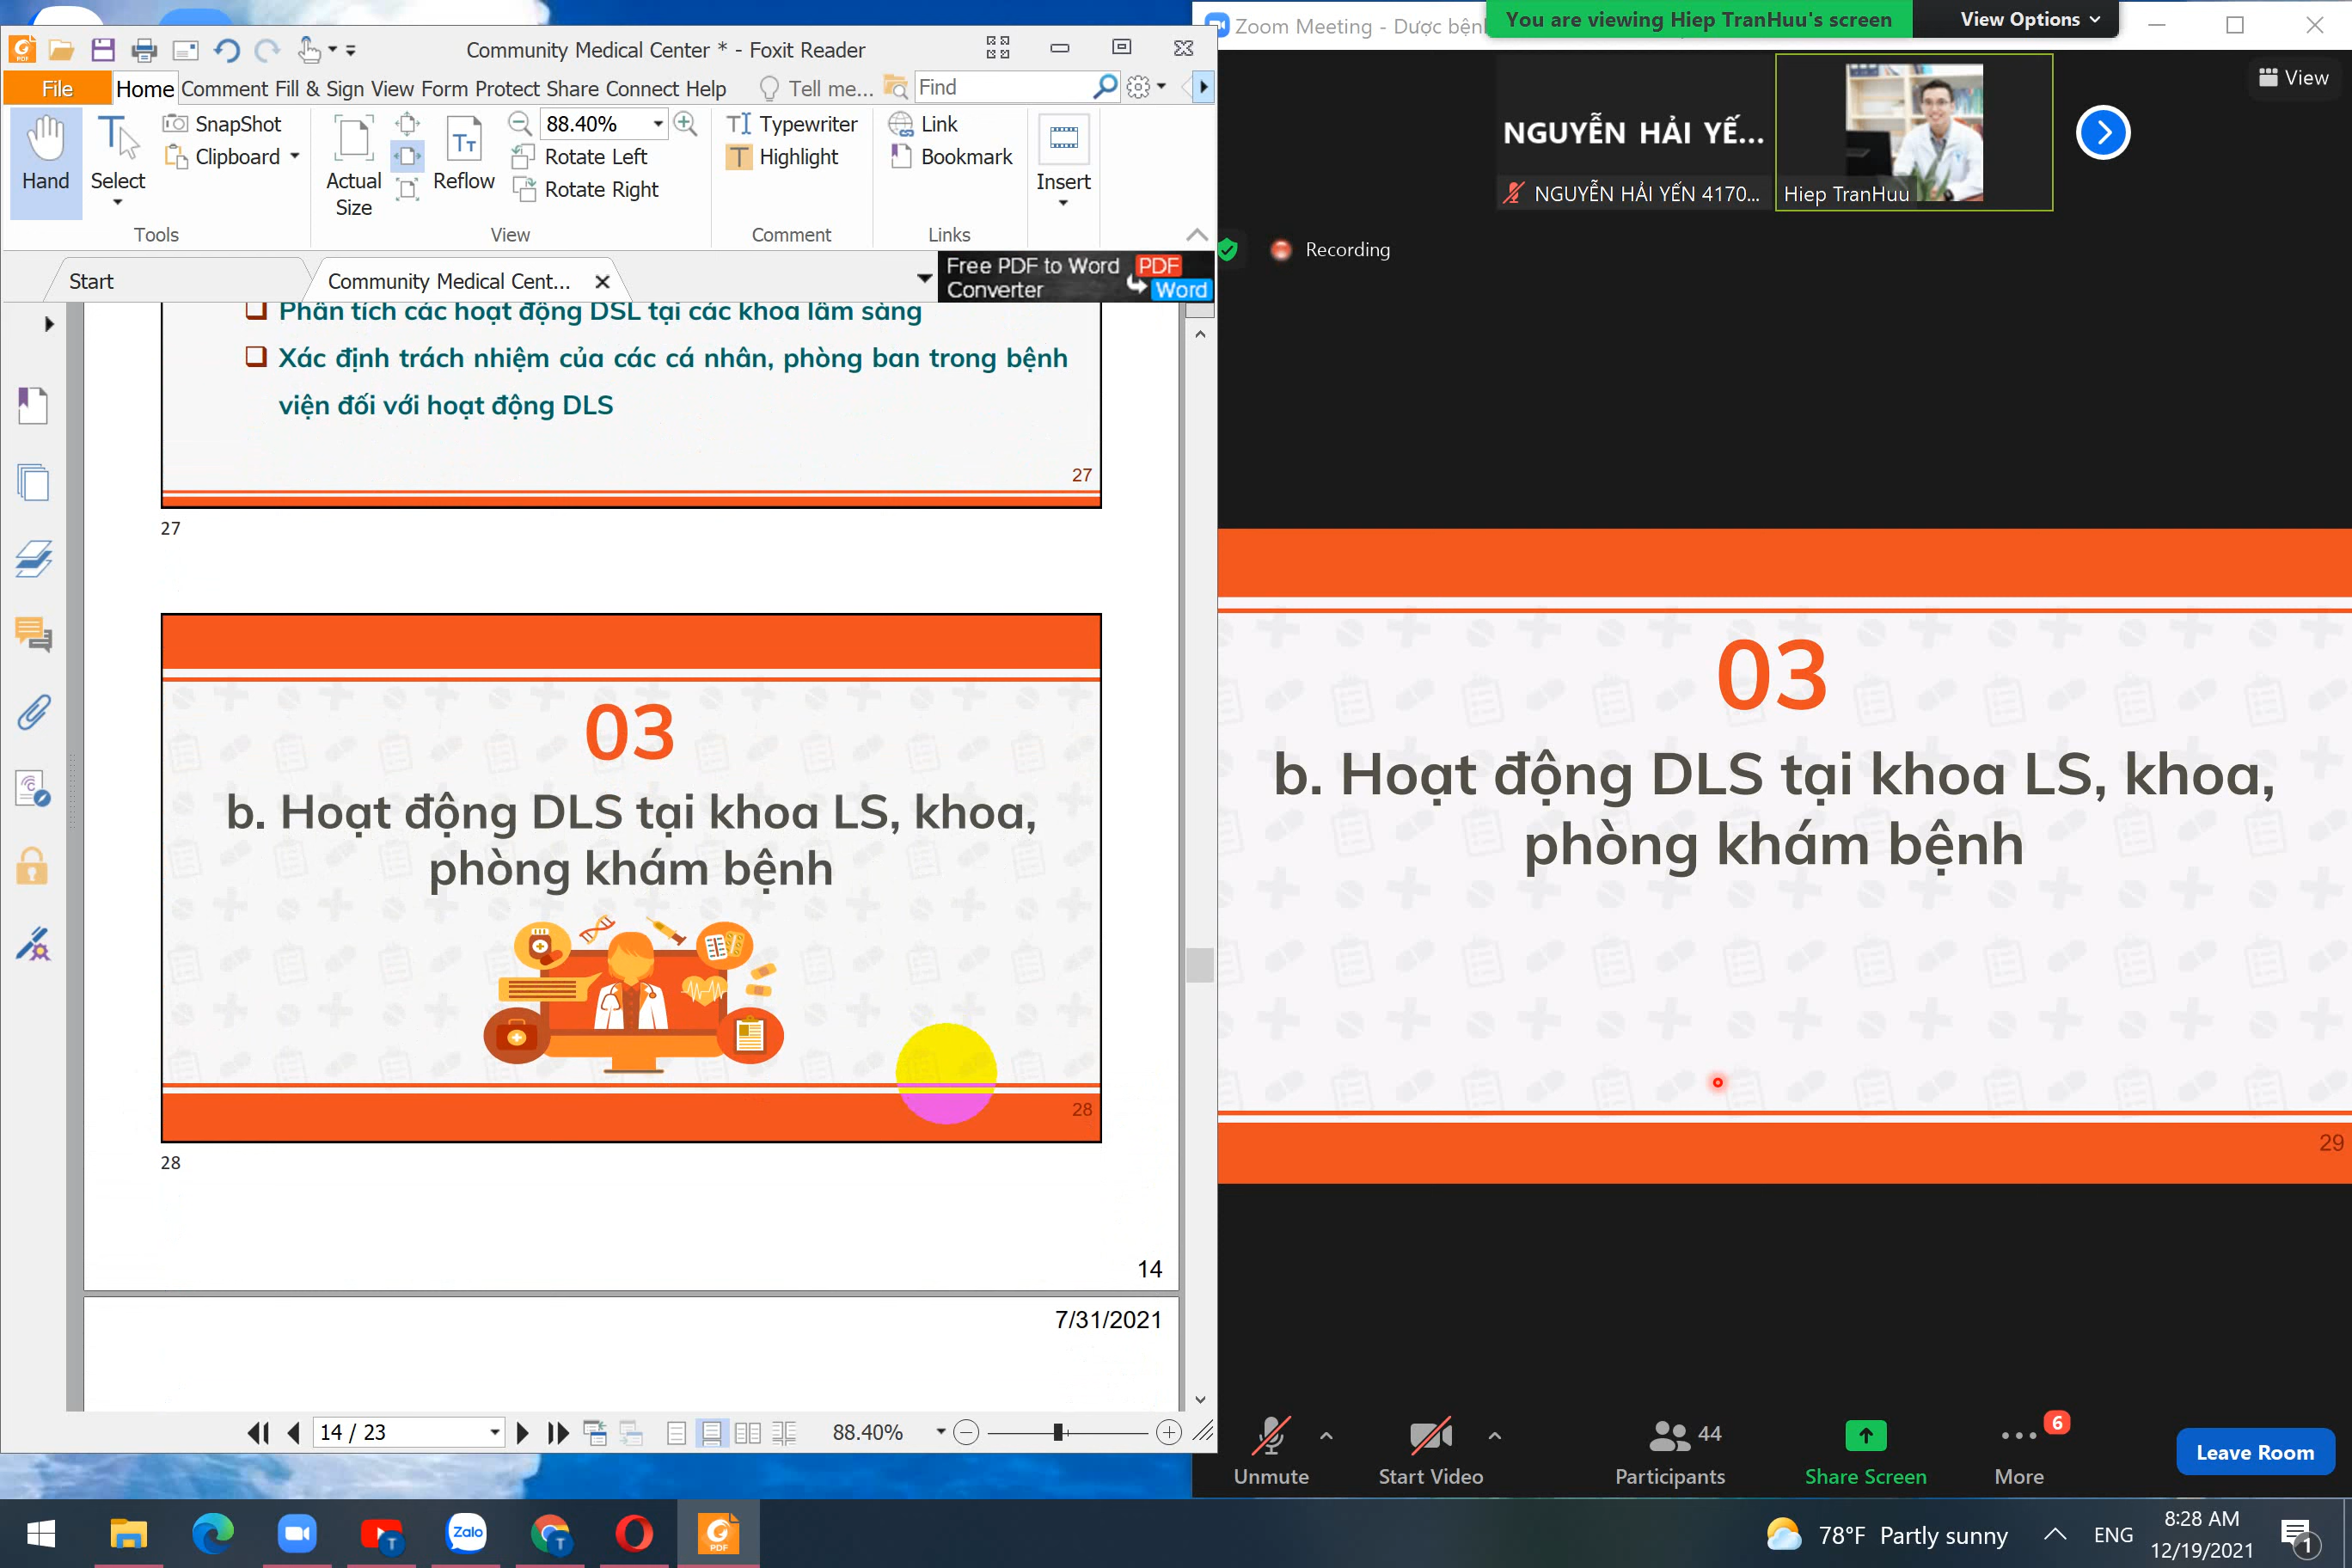 Community Medical Center * - Foxit Reader
File Home Comment Fill & Sign View Form Protect Share Connect Help Tell me... Find
Hand
Select
SnapShot
Clipboard
Tools
Actual Size
Reflow
88.40%
Rotate Left
Rotate Right
View
Typewriter
Highlight
Comment
Link
Bookmark
Links
Insert
Start
Community Medical Cent...
Free PDF to Word PDF
Converter Word
Phân tích các hoạt động DSL tại các khoa lâm sàng
Xác định trách nhiệm của các cá nhân, phòng ban trong bệnh
viện đối với hoạt động DLS
27
27
03
b. Hoạt động DLS tại khoa LS, khoa,
phòng khám bệnh
28
28
14
7/31/2021
14 / 23
88.40%
Zoom Meeting - Dược bện
You are viewing Hiep TranHuu's screen
View Options
View
NGUYỄN HẢI YẾ...
NGUYỄN HẢI YẾN 4170...
Hiep TranHuu
Recording
03
b. Hoạt động DLS tại khoa LS, khoa,
phòng khám bệnh
29
Unmute
Start Video
44
Participants
Share Screen
6
More
Leave Room
Zalo
T
T
PDF
78°F Partly sunny
ENG
8:28 AM
12/19/2021
1